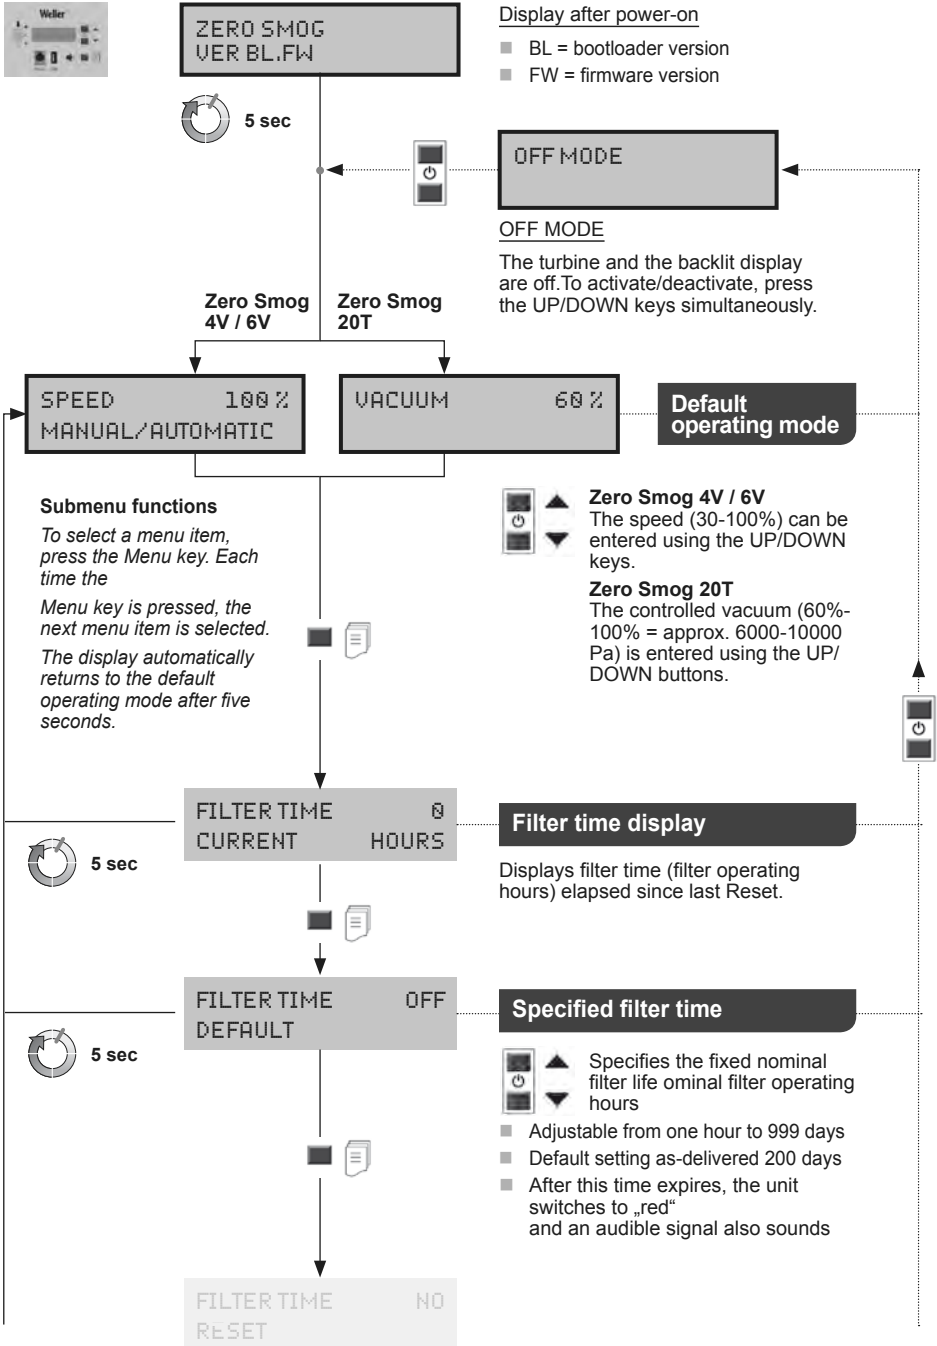 Weller
ZERO SMOG
VER BL.FW
Display after power-on
BL = bootloader version
FW = firmware version
5 sec
OFF MODE
OFF MODE
The turbine and the backlit display
are off.To activate/deactivate, press
the UP/DOWN keys simultaneously.
Zero Smog
4V / 6V
Zero Smog
20T
SPEED 100 %
MANUAL/AUTOMATIC
VACUUM 60 %
Default
operating mode
Submenu functions
To select a menu item,
press the Menu key. Each
time the
Menu key is pressed, the
next menu item is selected.
The display automatically
returns to the default
operating mode after five
seconds.
Zero Smog 4V / 6V
The speed (30-100%) can be
entered using the UP/DOWN
keys.
Zero Smog 20T
The controlled vacuum (60%-
100% = approx. 6000-10000
Pa) is entered using the UP/
DOWN buttons.
FILTER TIME 0
CURRENT HOURS
5 sec
Filter time display
Displays filter time (filter operating
hours) elapsed since last Reset.
FILTER TIME OFF
DEFAULT
5 sec
Specified filter time
Specifies the fixed nominal
filter life ominal filter operating
hours
Adjustable from one hour to 999 days
Default setting as-delivered 200 days
After this time expires, the unit
switches to „red“
and an audible signal also sounds
FILTER TIME NO
RESET